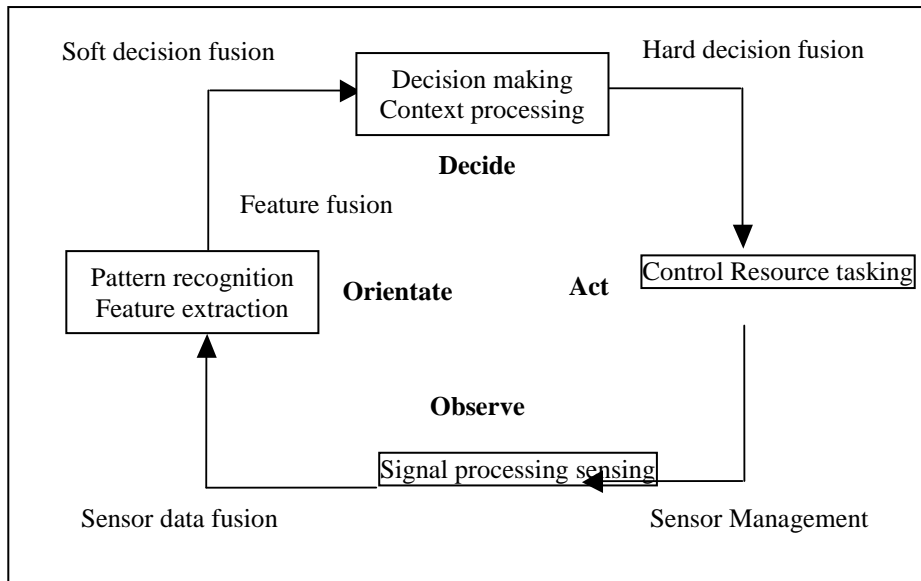 Soft decision fusion
Hard decision fusion
Decision making
Context processing
Decide
Feature fusion
Pattern recognition
Feature extraction
Orientate
Act
Control Resource tasking
Observe
Signal processing sensing
Sensor data fusion
Sensor Management